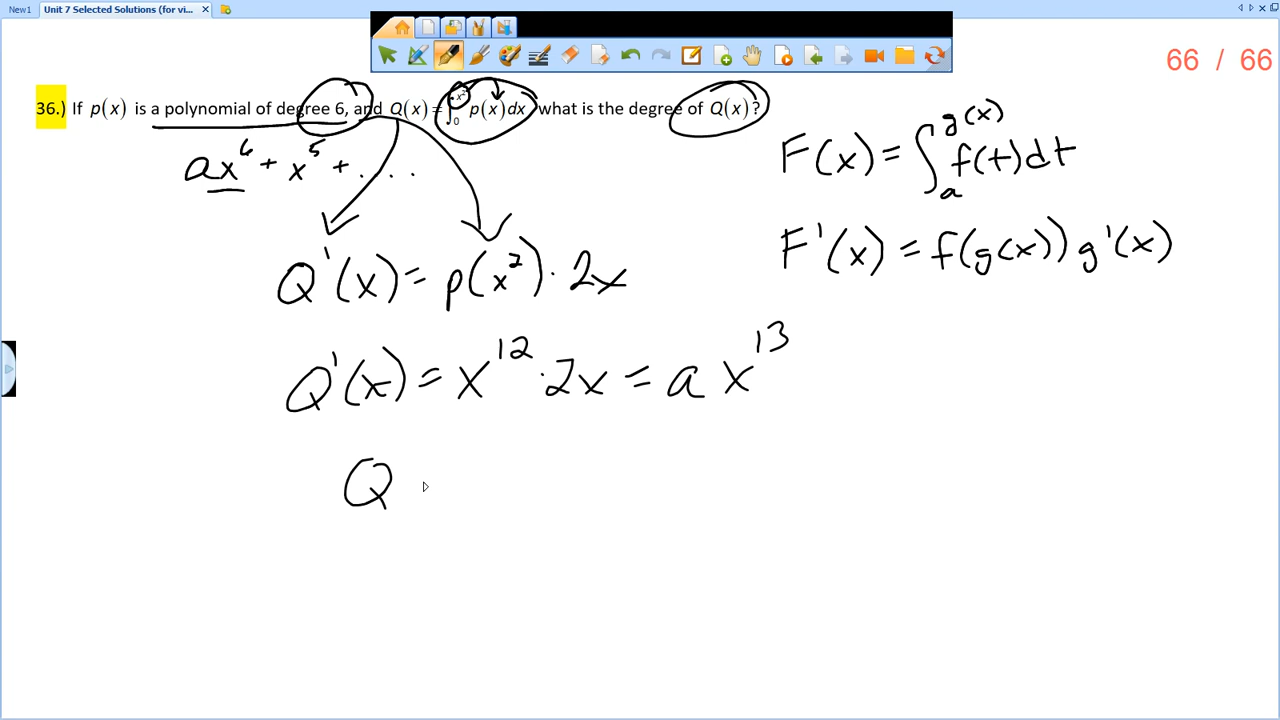 New1 Unit 7 Selected Solutions (for vi...
66 / 66
36.) If p(x) is a polynomial of degree 6, and Q(x) = ∫₀^{x²} p(x)dx what is the degree of Q(x)?
ax⁶ + x⁵ + . . . .
F(x) = ∫ₐ^{g(x)} f(t)dt
F'(x) = f(g(x)) g'(x)
Q'(x) = p(x²) · 2x
Q'(x) = x¹² · 2x = a x¹³
Q